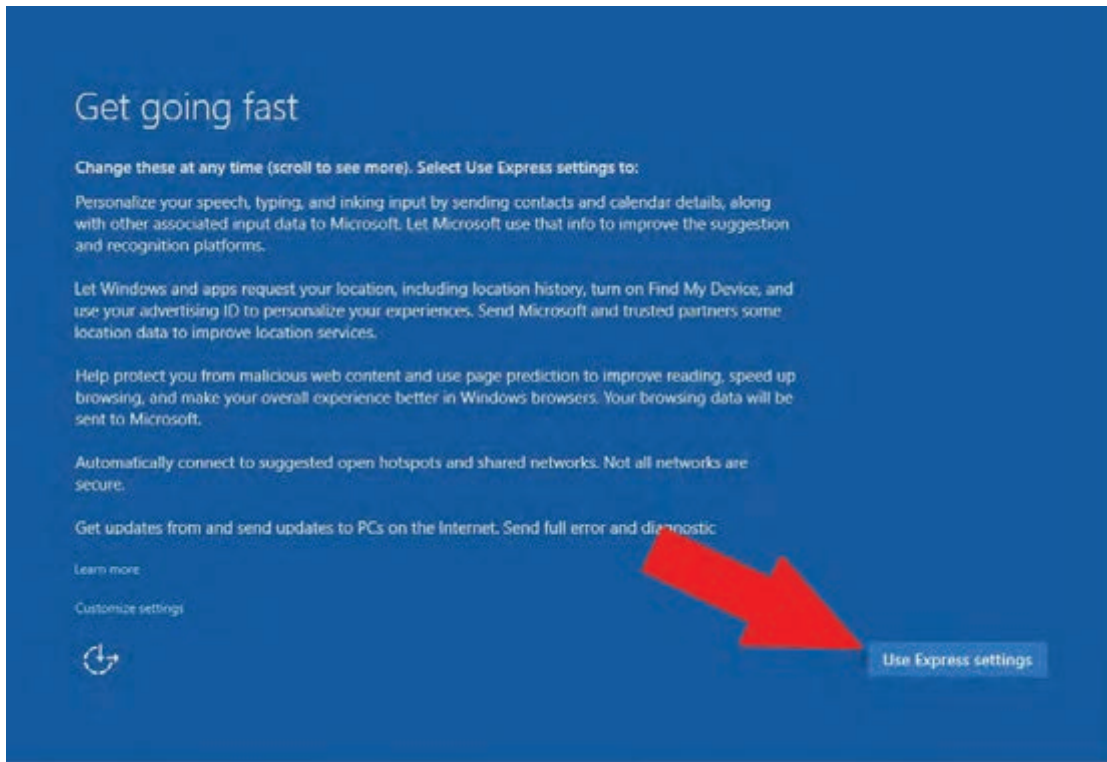 Get going fast
Change these at any time (scroll to see more). Select Use Express settings to:
Personalize your speech, typing, and inking input by sending contacts and calendar details, along
with other associated input data to Microsoft. Let Microsoft use that info to improve the suggestion
and recognition platforms.
Let Windows and apps request your location, including location history, turn on Find My Device, and
use your advertising ID to personalize your experiences. Send Microsoft and trusted partners some
location data to improve location services.
Help protect you from malicious web content and use page prediction to improve reading, speed up
browsing, and make your overall experience better in Windows browsers. Your browsing data will be
sent to Microsoft.
Automatically connect to suggested open hotspots and shared networks. Not all networks are
secure.
Get updates from and send updates to PCs on the Internet. Send full error and diagnostic
Learn more
Customize settings
Use Express settings